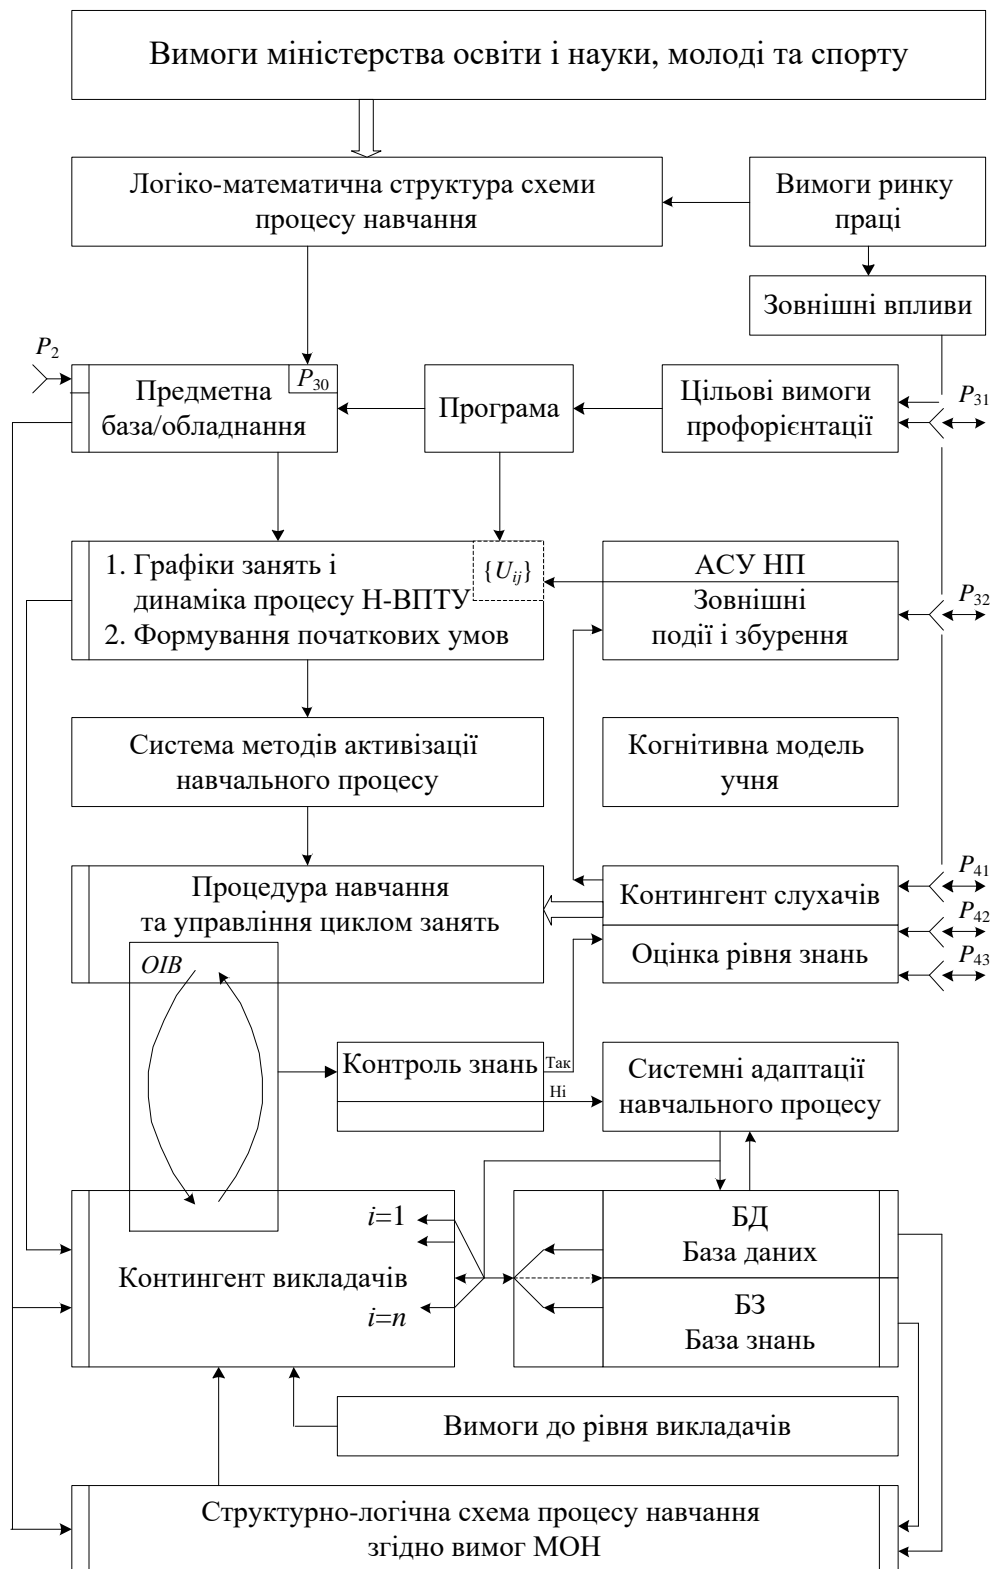 Вимоги міністерства освіти і науки, молоді та спорту
Логіко-математична структура схеми
процесу навчання
Вимоги ринку
праці
Зовнішні впливи
P2
P30
Предметна
база/обладнання
Програма
Цільові вимоги
профорієнтації
P31
1. Графіки занять і
динаміка процесу Н-ВПТУ
2. Формування початкових умов
{Uij}
АСУ НП
Зовнішні
події і збурення
P32
Система методів активізації
навчального процесу
Когнітивна модель
учня
Процедура навчання
та управління циклом занять
Контингент слухачів
Оцінка рівня знань
P41
P42
P43
ОІВ
Контроль знань
Так
Ні
Системні адаптації
навчального процесу
i=1
Контингент викладачів
i=n
БД
База даних
БЗ
База знань
Вимоги до рівня викладачів
Структурно-логічна схема процесу навчання
згідно вимог МОН